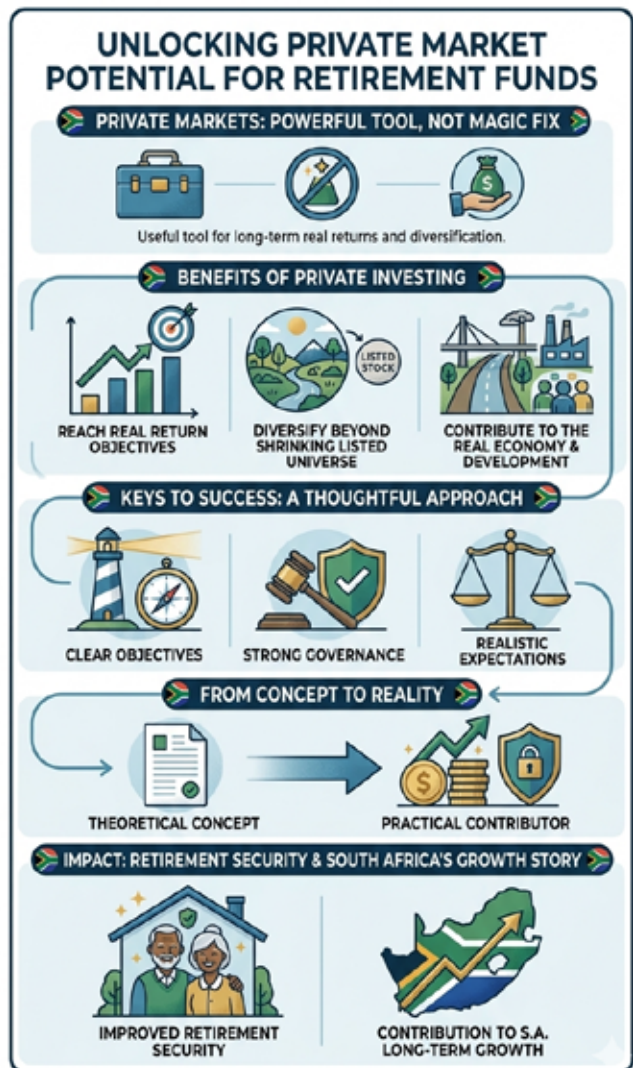 UNLOCKING PRIVATE MARKET
POTENTIAL FOR RETIREMENT FUNDS
PRIVATE MARKETS: POWERFUL TOOL, NOT MAGIC FIX
$
Useful tool for long-term real returns and diversification.
BENEFITS OF PRIVATE INVESTING
LISTED
STOCK
REACH REAL RETURN
OBJECTIVES
DIVERSIFY BEYOND
SHRINKING LISTED
UNIVERSE
CONTRIBUTE TO THE
REAL ECONOMY &
DEVELOPMENT
KEYS TO SUCCESS: A THOUGHTFUL APPROACH
CLEAR OBJECTIVES
STRONG GOVERNANCE
REALISTIC
EXPECTATIONS
FROM CONCEPT TO REALITY
$
THEORETICAL CONCEPT
PRACTICAL CONTRIBUTOR
IMPACT: RETIREMENT SECURITY & SOUTH AFRICA'S GROWTH STORY
IMPROVED RETIREMENT
SECURITY
CONTRIBUTION TO S.A.
LONG-TERM GROWTH